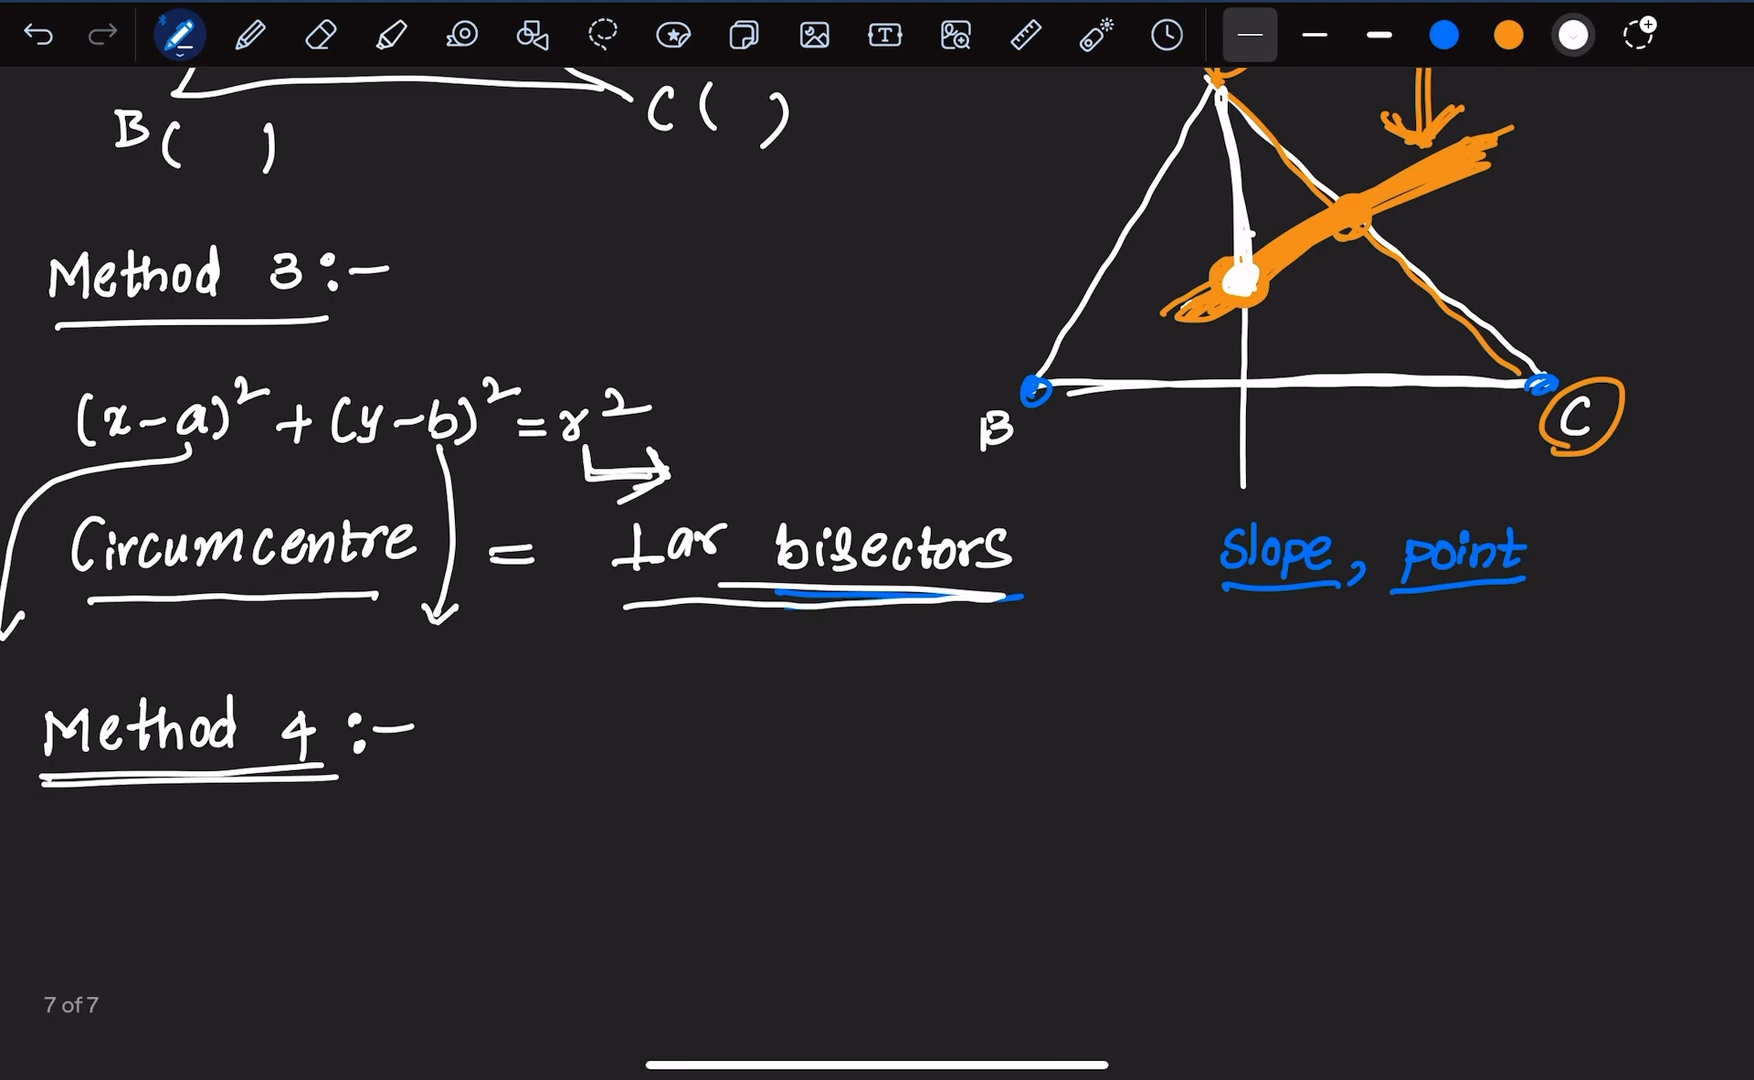 B( )
C( )
Method 3:-
(x-a)² + (y-b)² = r²
B
C
Circumcentre = ⊥ar bisectors
Slope, point
Method 4:-
7 of 7